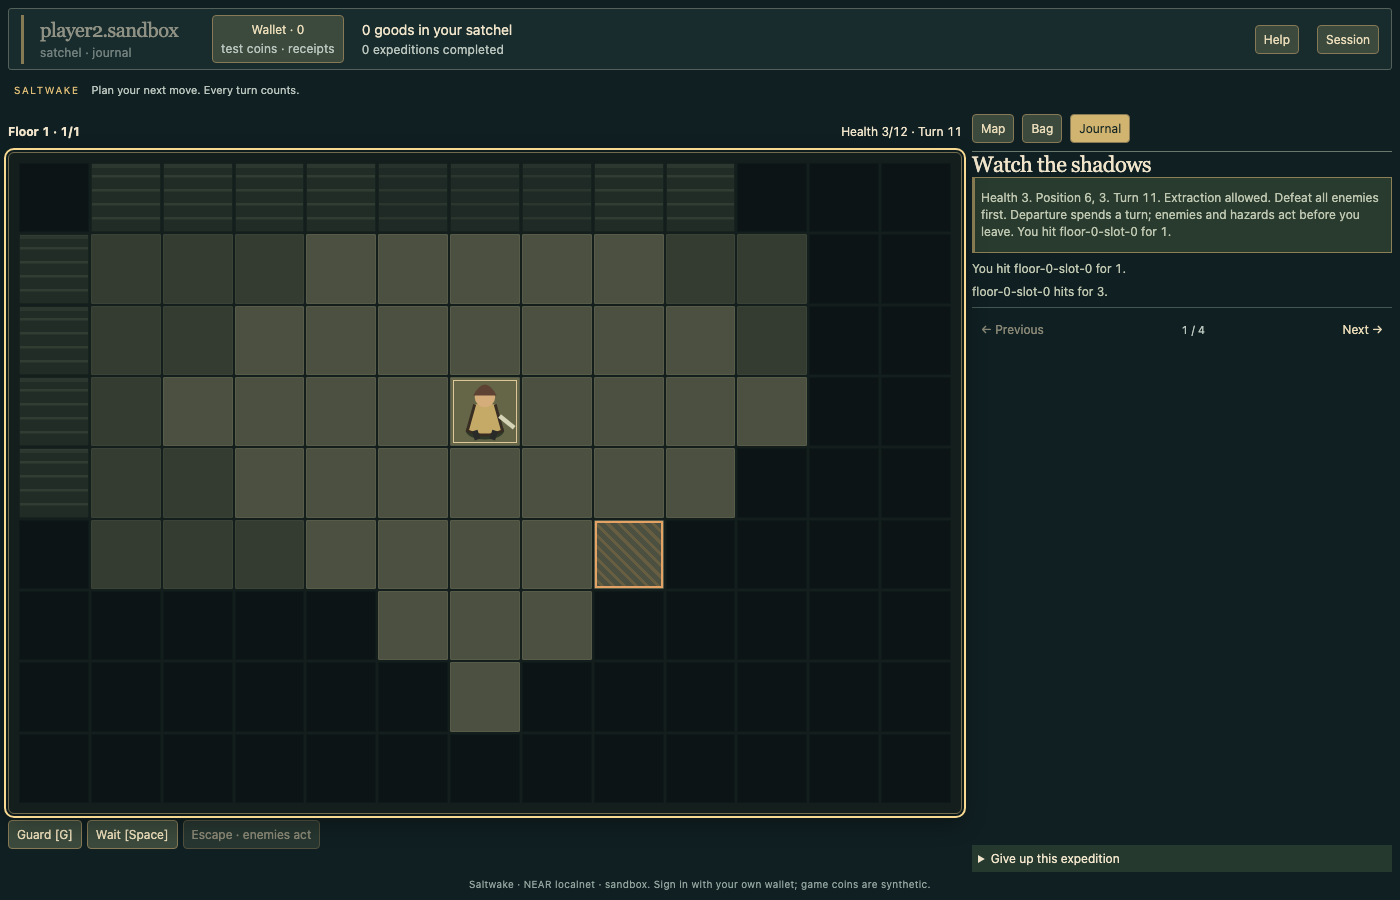 player2.sandbox
satchel · journal
Wallet · 0
test coins · receipts
0 goods in your satchel
0 expeditions completed
Help
Session
SALTWAKE Plan your next move. Every turn counts.
Floor 1 · 1/1
Health 3/12 · Turn 11
Map
Bag
Journal
Watch the shadows
Health 3. Position 6, 3. Turn 11. Extraction allowed. Defeat all enemies
first. Departure spends a turn; enemies and hazards act before you
leave. You hit floor-0-slot-0 for 1.
You hit floor-0-slot-0 for 1.
floor-0-slot-0 hits for 3.
← Previous
1 / 4
Next →
Guard [G]
Wait [Space]
Escape · enemies act
▶ Give up this expedition
Saltwake · NEAR localnet · sandbox. Sign in with your own wallet; game coins are synthetic.